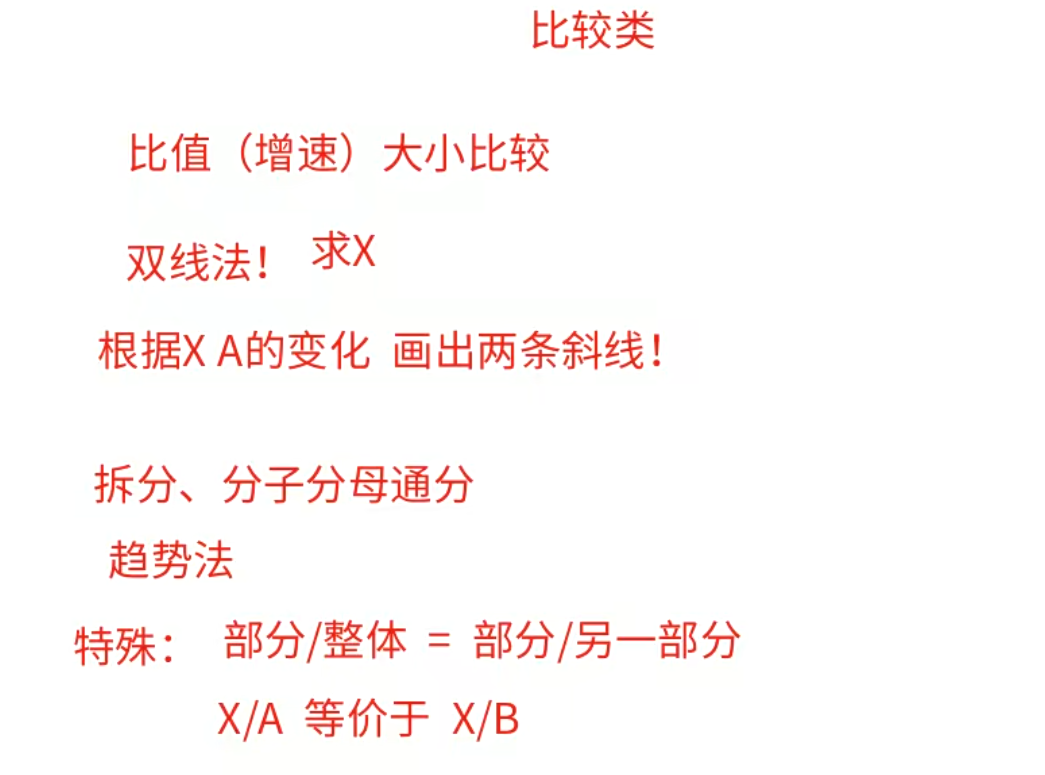 比较类
比值（增速）大小比较
双线法！ 求X
根据X A的变化 画出两条斜线！
拆分、分子分母通分
趋势法
特殊： 部分/整体 = 部分/另一部分
X/A 等价于 X/B